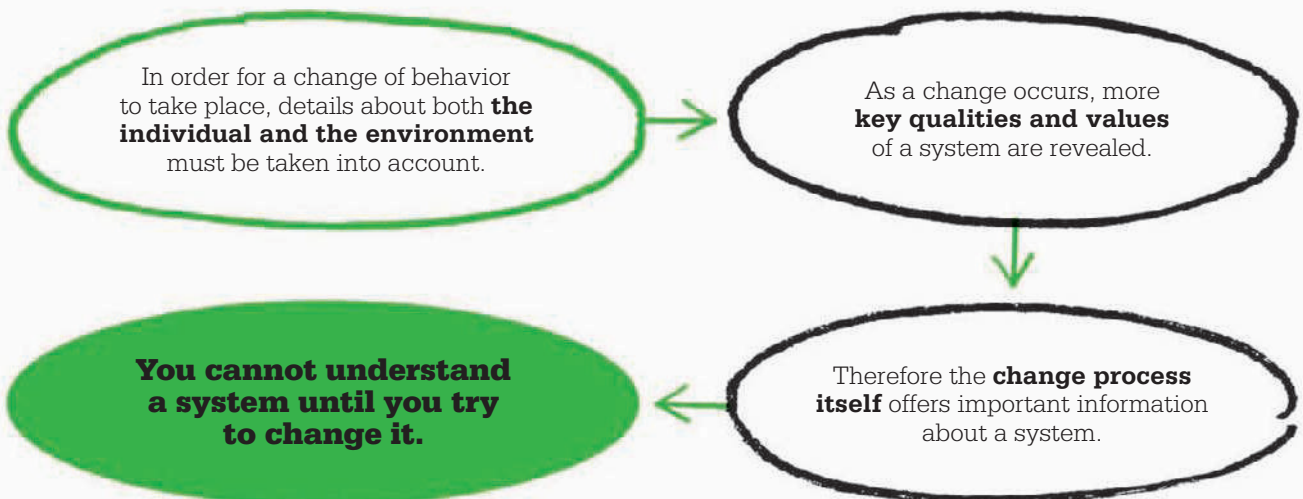 In order for a change of behavior
to take place, details about both the
individual and the environment
must be taken into account.
As a change occurs, more
key qualities and values
of a system are revealed.
Therefore the change process
itself offers important information
about a system.
You cannot understand
a system until you try
to change it.